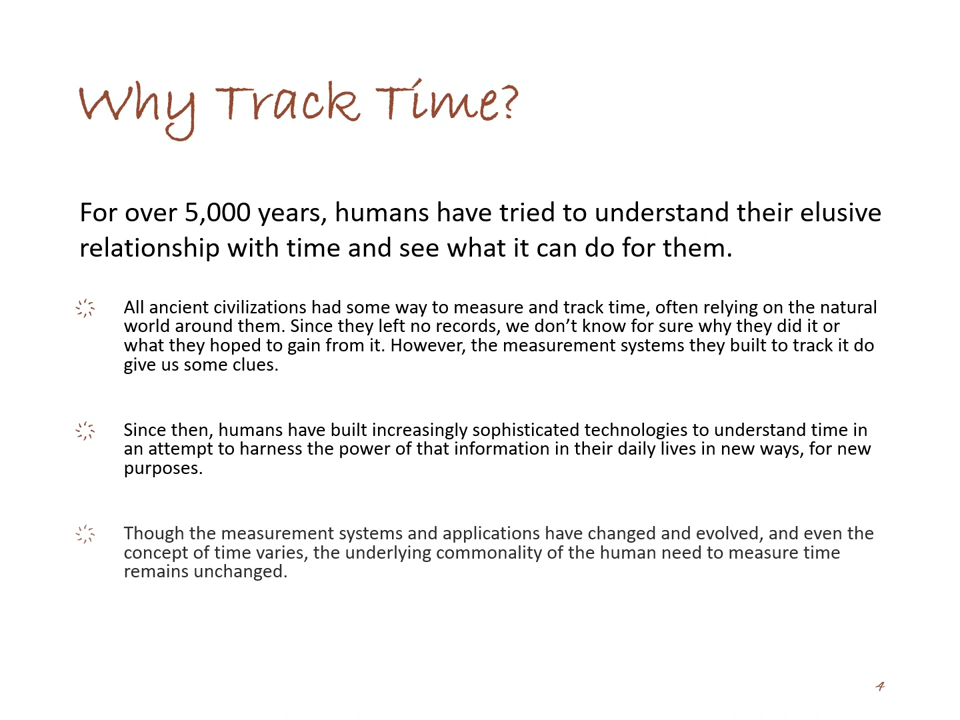 Why Track Time?
For over 5,000 years, humans have tried to understand their elusive
relationship with time and see what it can do for them.
All ancient civilizations had some way to measure and track time, often relying on the natural
world around them. Since they left no records, we don’t know for sure why they did it or
what they hoped to gain from it. However, the measurement systems they built to track it do
give us some clues.
Since then, humans have built increasingly sophisticated technologies to understand time in
an attempt to harness the power of that information in their daily lives in new ways, for new
purposes.
Though the measurement systems and applications have changed and evolved, and even the
concept of time varies, the underlying commonality of the human need to measure time
remains unchanged.
4